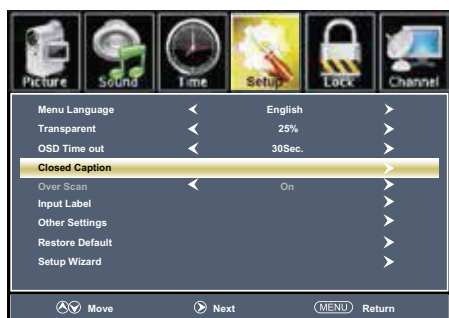 Picture Sound Time Setup Lock Channel
Menu Language English
Transparent 25%
OSD Time out 30Sec.
Closed Caption
Over Scan On
Input Label
Other Settings
Restore Default
Setup Wizard
Move Next MENU Return